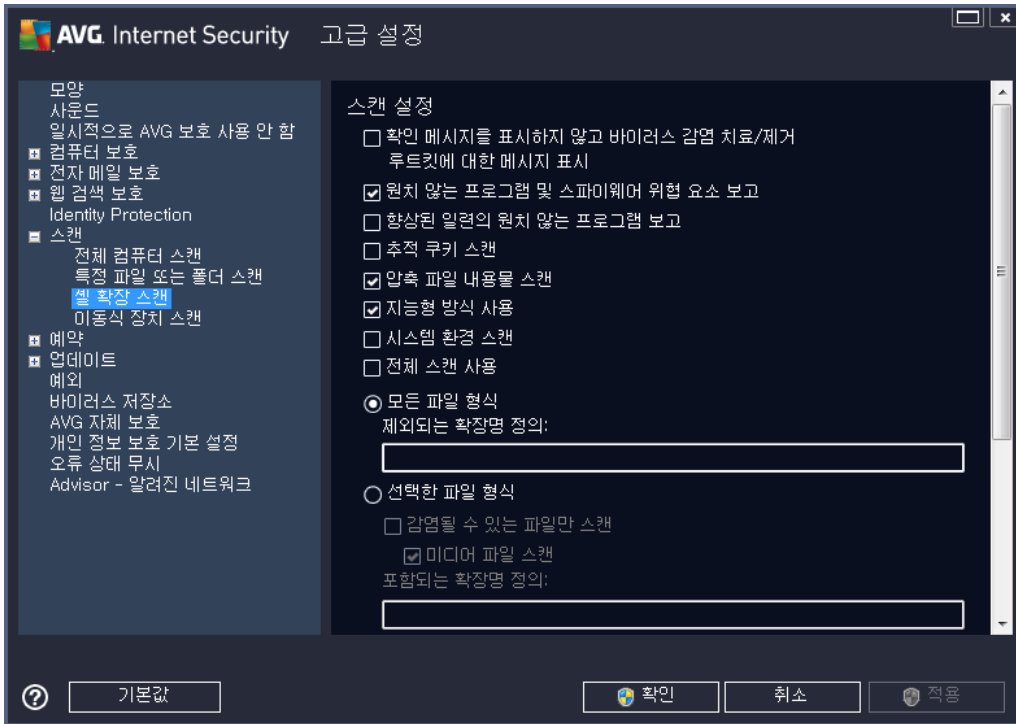 AVG. Internet Security 고급 설정
모양
사운드
일시적으로 AVG 보호 사용 안 함
컴퓨터 보호
전자 메일 보호
웹 검색 보호
Identity Protection
스캔
전체 컴퓨터 스캔
특정 파일 또는 폴더 스캔
셸 확장 스캔
이동식 장치 스캔
예약
업데이트
예외
바이러스 저장소
AVG 자체 보호
개인 정보 보호 기본 설정
오류 상태 무시
Advisor - 알려진 네트워크
스캔 설정
확인 메시지를 표시하지 않고 바이러스 감염 치료/제거
루트킷에 대한 메시지 표시
원치 않는 프로그램 및 스파이웨어 위협 요소 보고
향상된 일련의 원치 않는 프로그램 보고
추적 쿠키 스캔
압축 파일 내용물 스캔
지능형 방식 사용
시스템 환경 스캔
전체 스캔 사용
모든 파일 형식
제외되는 확장명 정의:
선택한 파일 형식
감염될 수 있는 파일만 스캔
미디어 파일 스캔
포함되는 확장명 정의:
기본값
확인
취소
적용